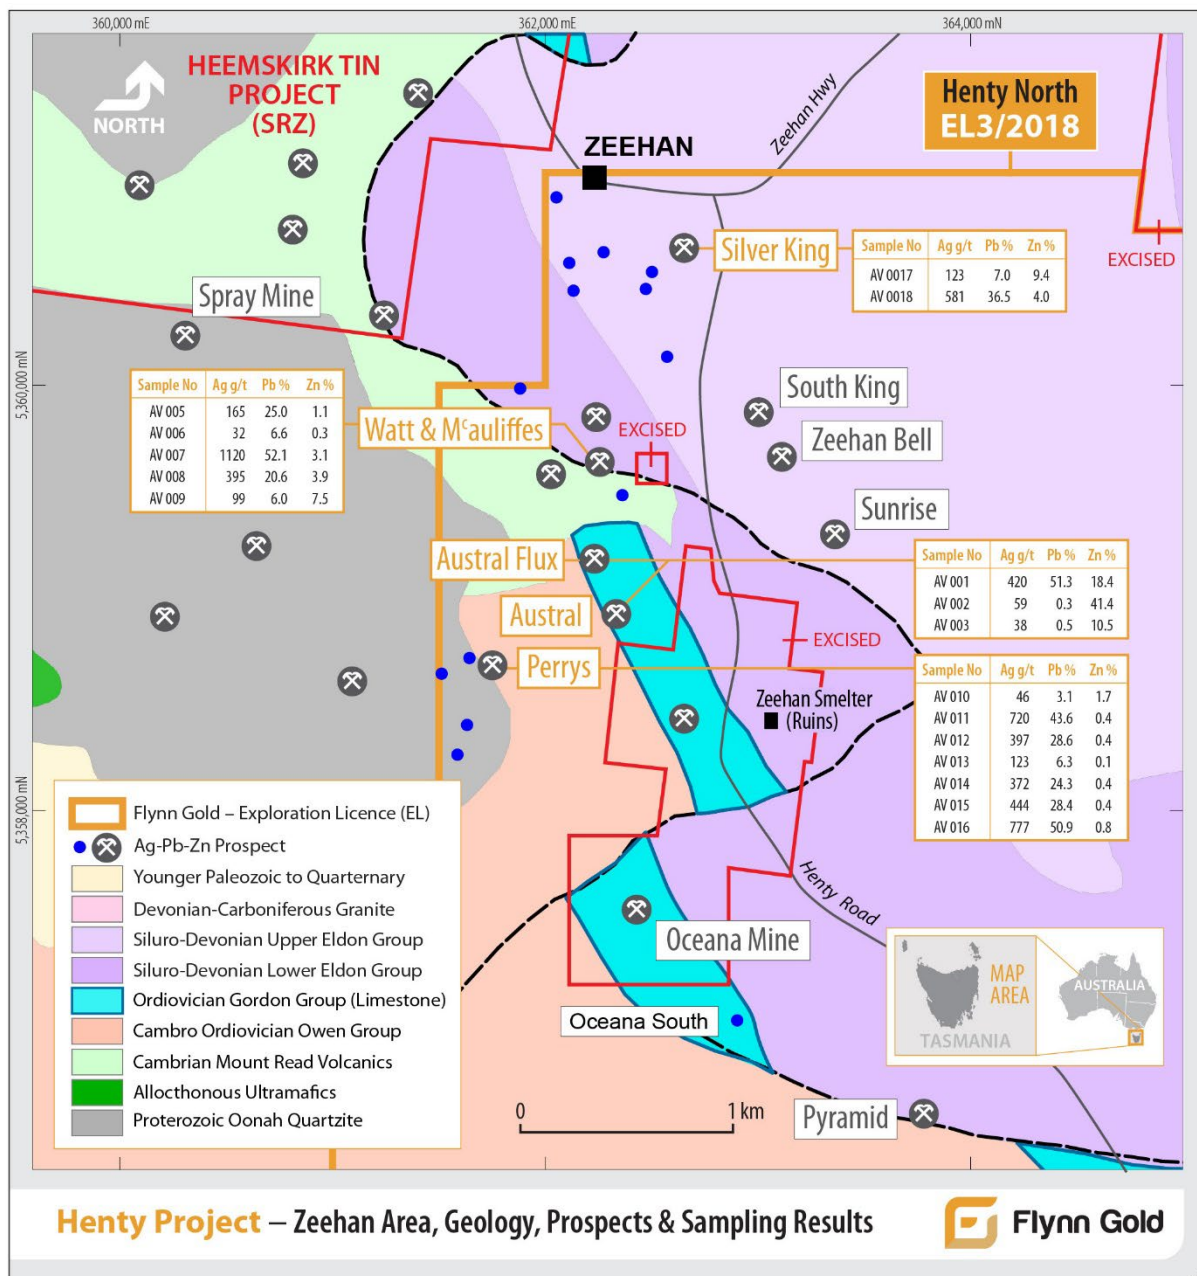 360,000 mE
362,000 mE
364,000 mN
NORTH
HEEMSKIRK TIN
PROJECT
(SRZ)
Zeehan Hwy
Henty North
EL3/2018
ZEEHAN
EXCISED
Silver King
Sample No Ag g/t Pb % Zn %
AV 0017 123 7.0 9.4
AV 0018 581 36.5 4.0
Spray Mine
5,360,000 mN
Sample No Ag g/t Pb % Zn %
AV 005 165 25.0 1.1
AV 006 32 6.6 0.3
AV 007 1120 52.1 3.1
AV 008 395 20.6 3.9
AV 009 99 6.0 7.5
Watt & Mcauliffes
EXCISED
South King
Zeehan Bell
Sunrise
Austral Flux
Austral
Sample No Ag g/t Pb % Zn %
AV 001 420 51.3 18.4
AV 002 59 0.3 41.4
AV 003 38 0.5 10.5
EXCISED
Perrys
Sample No Ag g/t Pb % Zn %
AV 010 46 3.1 1.7
AV 011 720 43.6 0.4
AV 012 397 28.6 0.4
AV 013 123 6.3 0.1
AV 014 372 24.3 0.4
AV 015 444 28.4 0.4
AV 016 777 50.9 0.8
Zeehan Smelter
(Ruins)
5,358,000 mN
Flynn Gold – Exploration Licence (EL)
Ag-Pb-Zn Prospect
Younger Paleozoic to Quarternary
Devonian-Carboniferous Granite
Siluro-Devonian Upper Eldon Group
Siluro-Devonian Lower Eldon Group
Ordiovician Gordon Group (Limestone)
Cambro Ordiovician Owen Group
Cambrian Mount Read Volcanics
Allocthonous Ultramafics
Proterozoic Oonah Quartzite
Henty Road
Oceana Mine
Oceana South
MAP
AREA
AUSTRALIA
TASMANIA
0 1 km
Pyramid
Henty Project – Zeehan Area, Geology, Prospects & Sampling Results
Flynn Gold